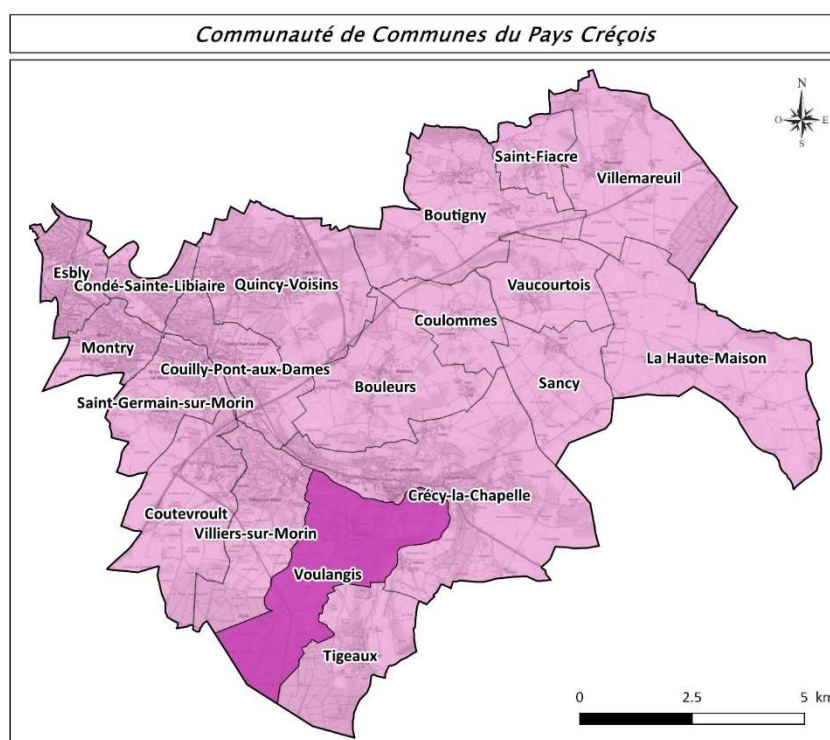 Communauté de Communes du Pays Créçois
N
O
E
S
Saint-Fiacre
Villemareuil
Boutigny
Esbly
Condé-Sainte-Libiaire
Quincy-Voisins
Vaucourtois
Coulommes
Montry
Couilly-Pont-aux-Dames
La Haute-Maison
Bouleurs
Sancy
Saint-Germain-sur-Morin
Crécy-la-Chapelle
Coutevroult
Villiers-sur-Morin
Voulangis
Tigeaux
0 2.5 5 km